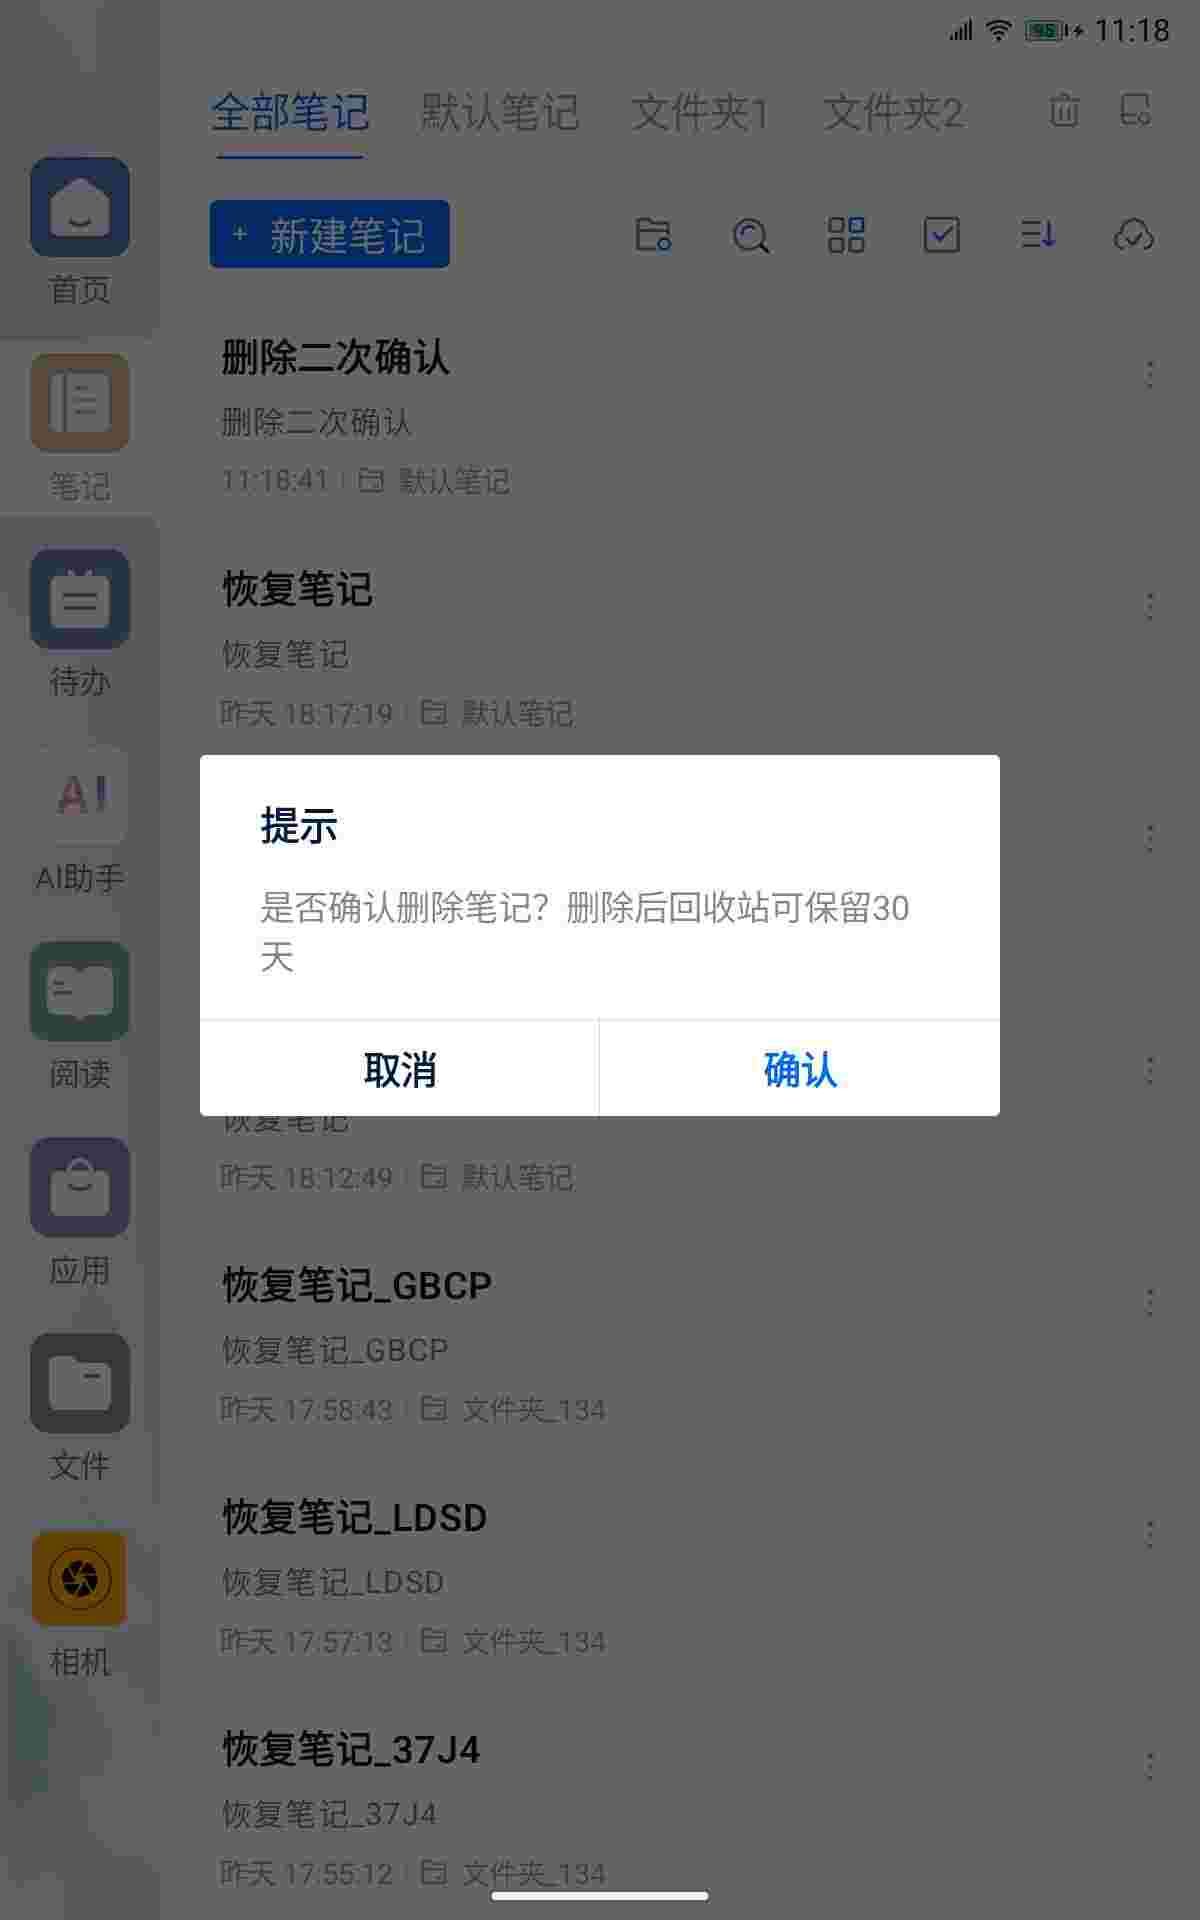 95 11:18
全部笔记 默认笔记 文件夹1 文件夹2
+ 新建笔记
首页
笔记
待办
AI
AI助手
阅读
应用
文件
相机
删除二次确认
删除二次确认
11:18:41 默认笔记
恢复笔记
恢复笔记
昨天 18:17:19 默认笔记
提示
是否确认删除笔记？删除后回收站可保留30
天
取消 确认
恢复笔记
昨天 18:12:49 默认笔记
恢复笔记_GBCP
恢复笔记_GBCP
昨天 17:58:43 文件夹_134
恢复笔记_LDSD
恢复笔记_LDSD
昨天 17:57:13 文件夹_134
恢复笔记_37J4
恢复笔记_37J4
昨天 17:55:12 文件夹_134